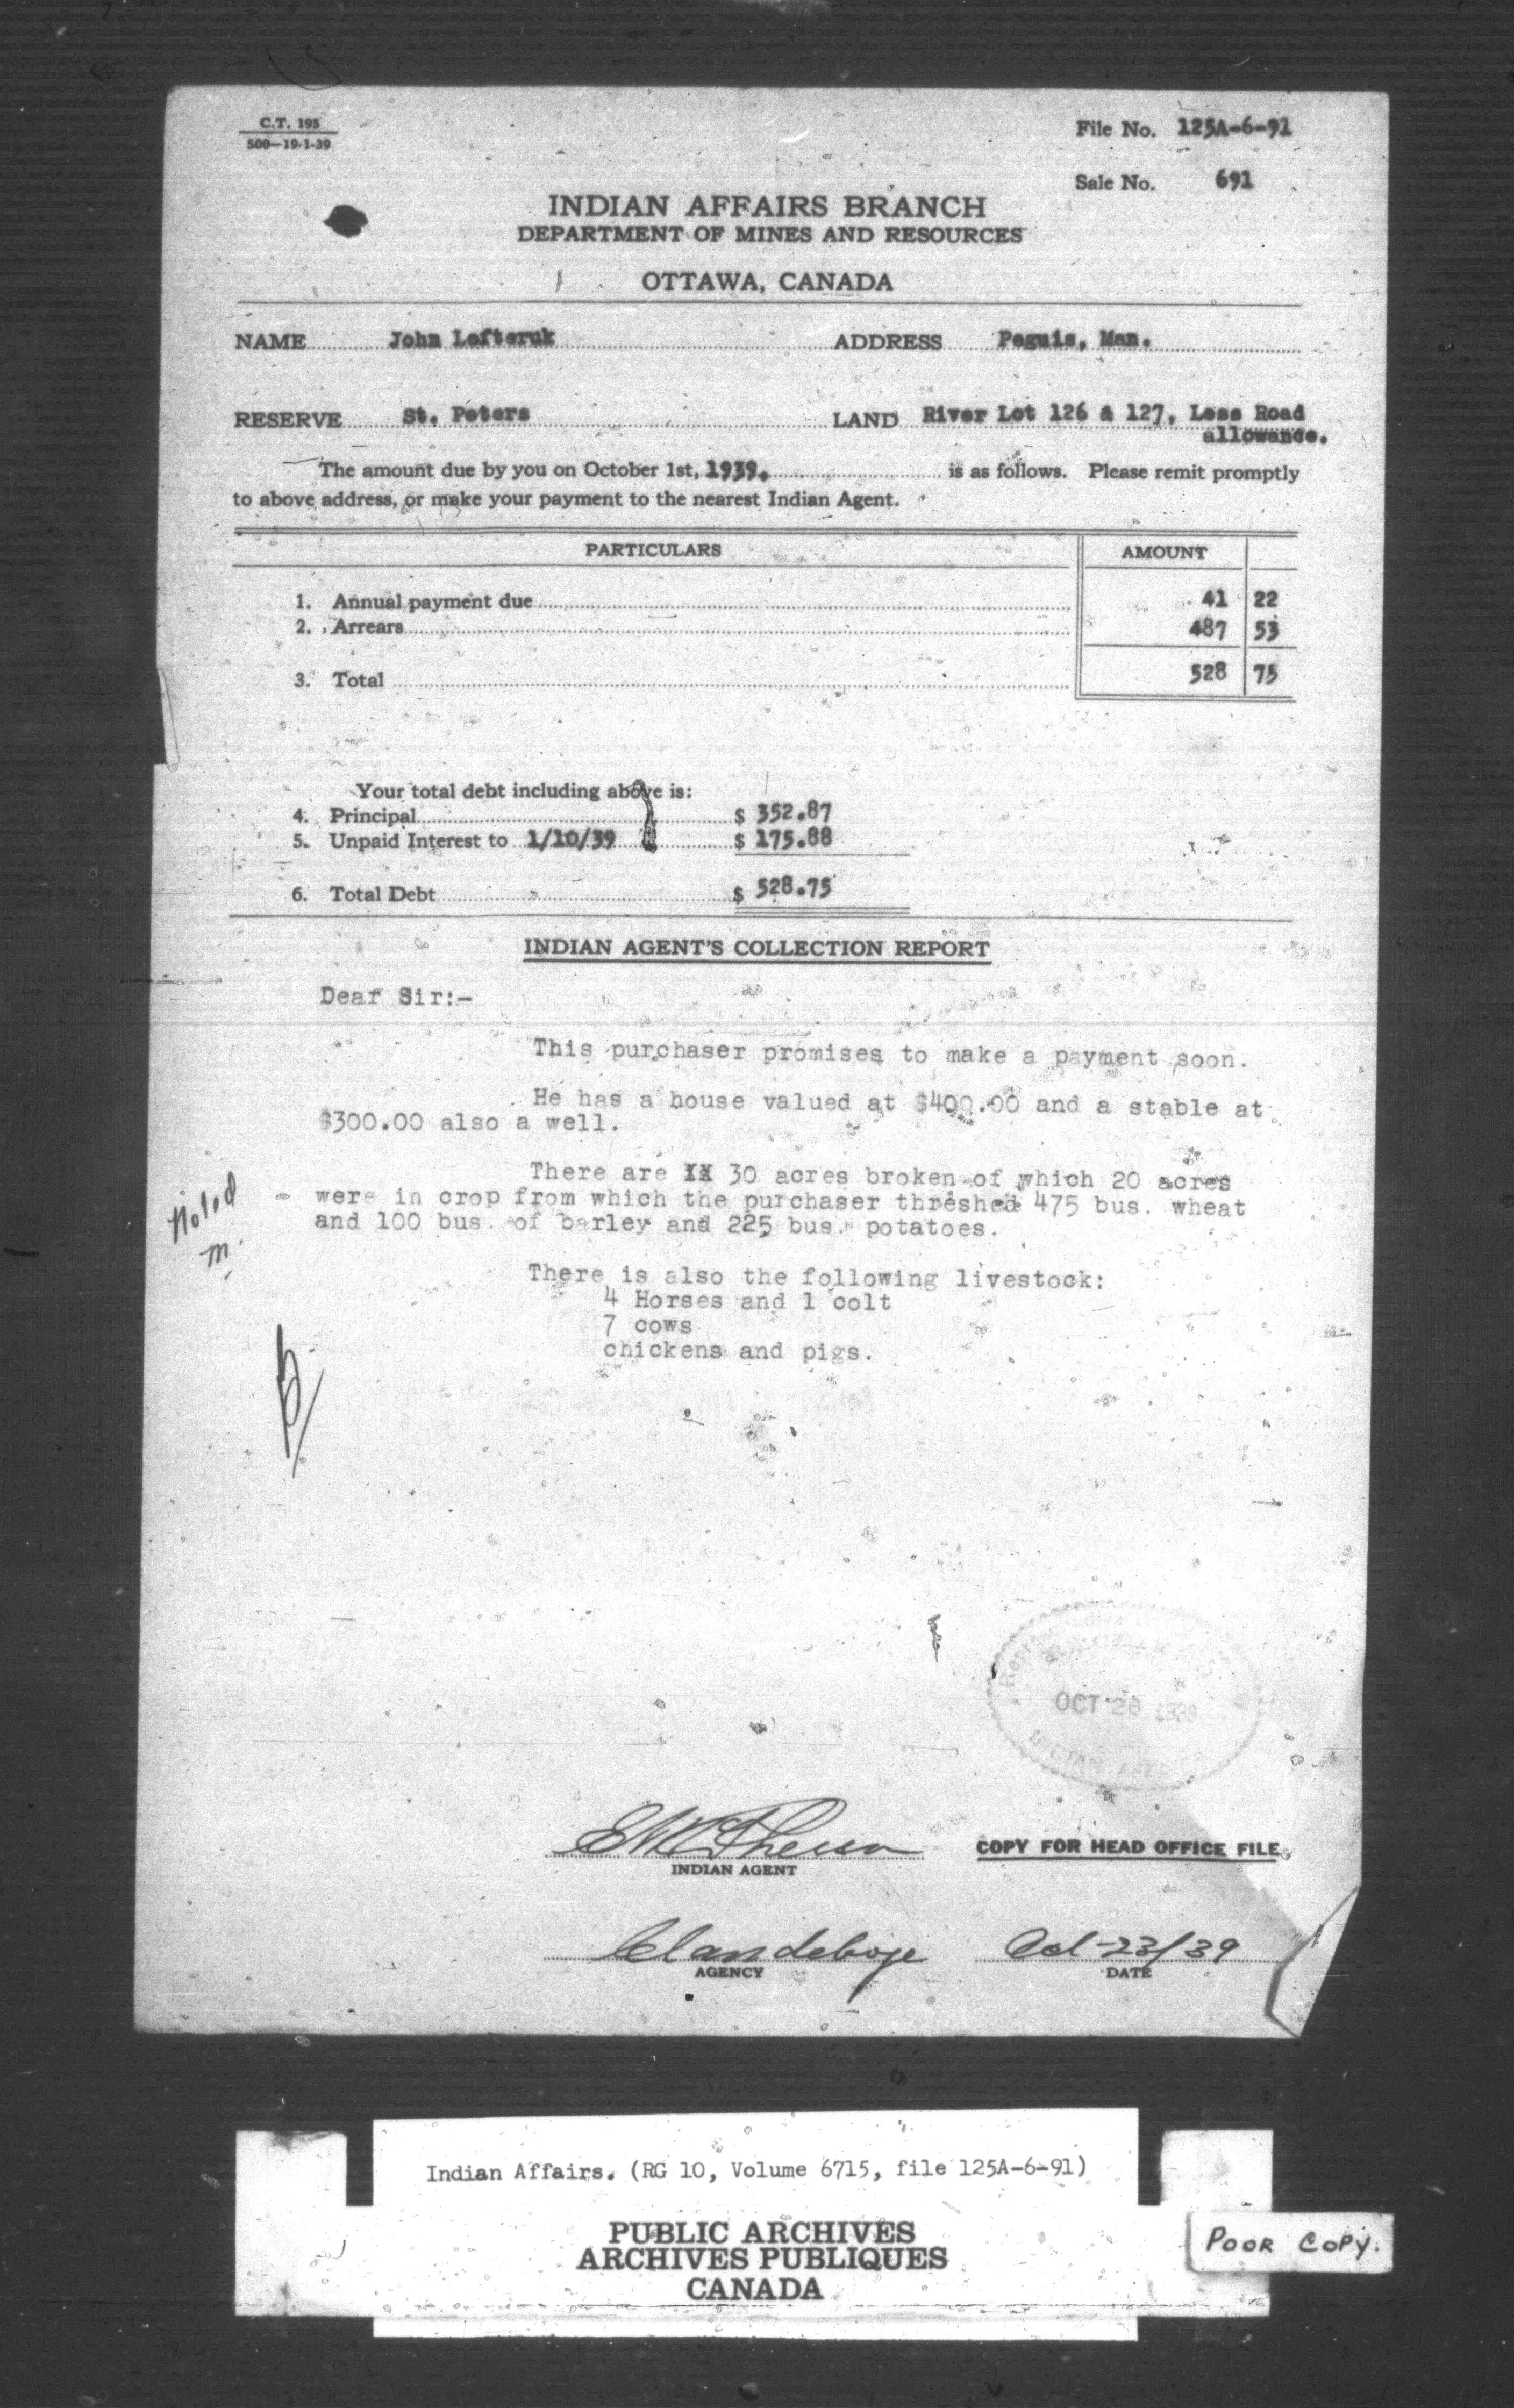 C.T. 195
500—19-1-39
File No. 125A-6-91
Sale No. 691
INDIAN AFFAIRS BRANCH
DEPARTMENT OF MINES AND RESOURCES
OTTAWA, CANADA
NAME John Lefteruk ADDRESS Peguis, Man.
RESERVE St. Peters LAND River Lot 126 & 127, Less Road
allowance.
The amount due by you on October 1st, 1939. is as follows. Please remit promptly
to above address, or make your payment to the nearest Indian Agent.
PARTICULARS AMOUNT
1. Annual payment due 41 22
2. Arrears 487 53
3. Total 528 75
Your total debt including above is:
4. Principal $ 352.87
5. Unpaid Interest to 1/10/39 $ 175.88
6. Total Debt $ 528.75
INDIAN AGENT'S COLLECTION REPORT
Dear Sir:-
This purchaser promises to make a payment soon.
He has a house valued at $400.00 and a stable at
$300.00 also a well.
There are XX 30 acres broken of which 20 acres
were in crop from which the purchaser threshed 475 bus. wheat
and 100 bus. of barley and 225 bus. potatoes.
Noted
m.
There is also the following livestock:
4 Horses and 1 colt
7 cows
chickens and pigs.
OCT 26 1939
INDIAN
INDIAN AGENT
COPY FOR HEAD OFFICE FILE
Clandeboye Oct-23/39
AGENCY DATE
Indian Affairs. (RG 10, Volume 6715, file 125A-6-91)
PUBLIC ARCHIVES
ARCHIVES PUBLIQUES
CANADA
POOR COPY.